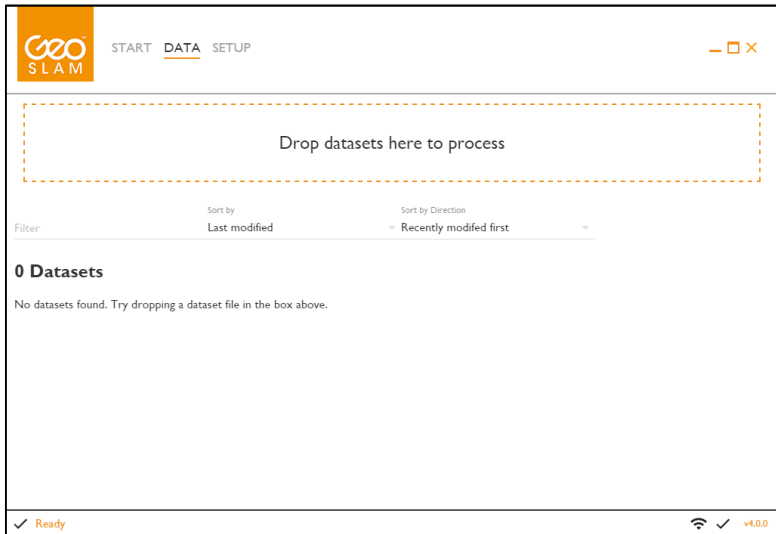 GEO SLAM
START DATA SETUP
Drop datasets here to process
Sort by Sort by Direction
Filter Last modified Recently modifed first
0 Datasets
No datasets found. Try dropping a dataset file in the box above.
Ready v4.0.0